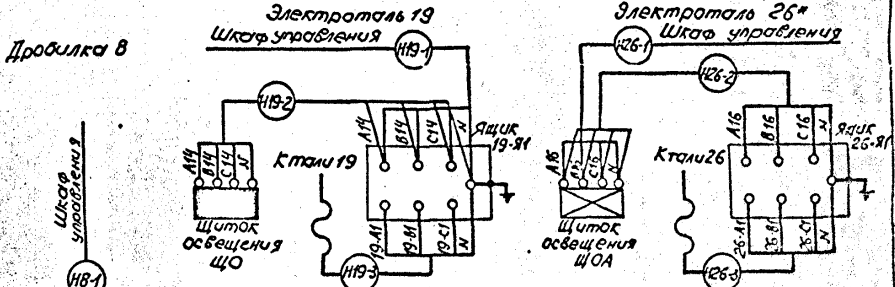 Электроталь 19
Электроталь 26*
Дробилка 8
Шкаф управления
Н19-1
Н26-1
Шкаф управления
Н19-2
Н26-2
А14
В14
С14
N
Ящик
19-Я1
А16
В16
С16
N
Ящик
26-Я1
А14
В14
С14
N
К тали 19
А16
С16
N
К тали 26
Шкаф
управления
Щиток
освещения
ЩО
19-А1
19-В1
19-С1
N
Щиток
освещения
ЩОА
26-А1
26-В1
26-С1
N
Н8-1
Н19-3
Н26-3